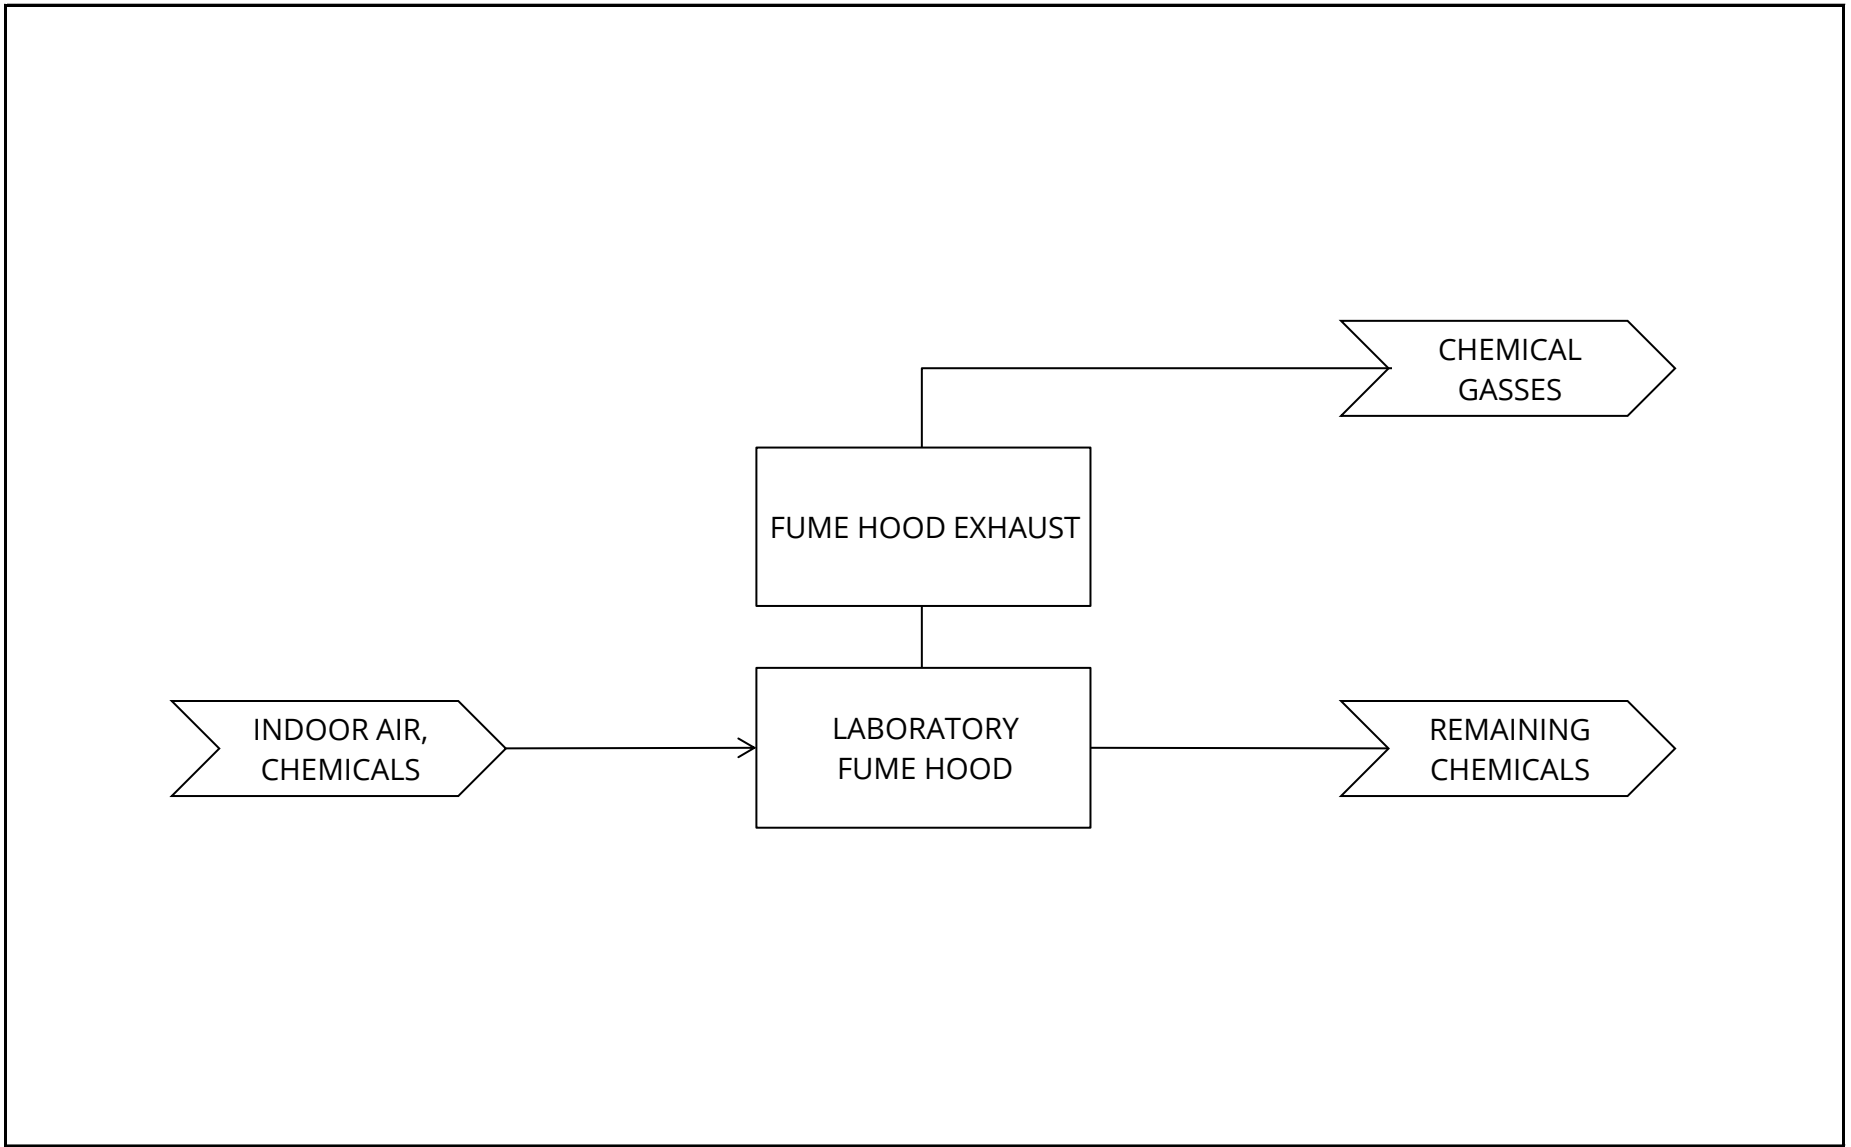 CHEMICAL
GASSES
FUME HOOD EXHAUST
INDOOR AIR,
CHEMICALS
LABORATORY
FUME HOOD
REMAINING
CHEMICALS